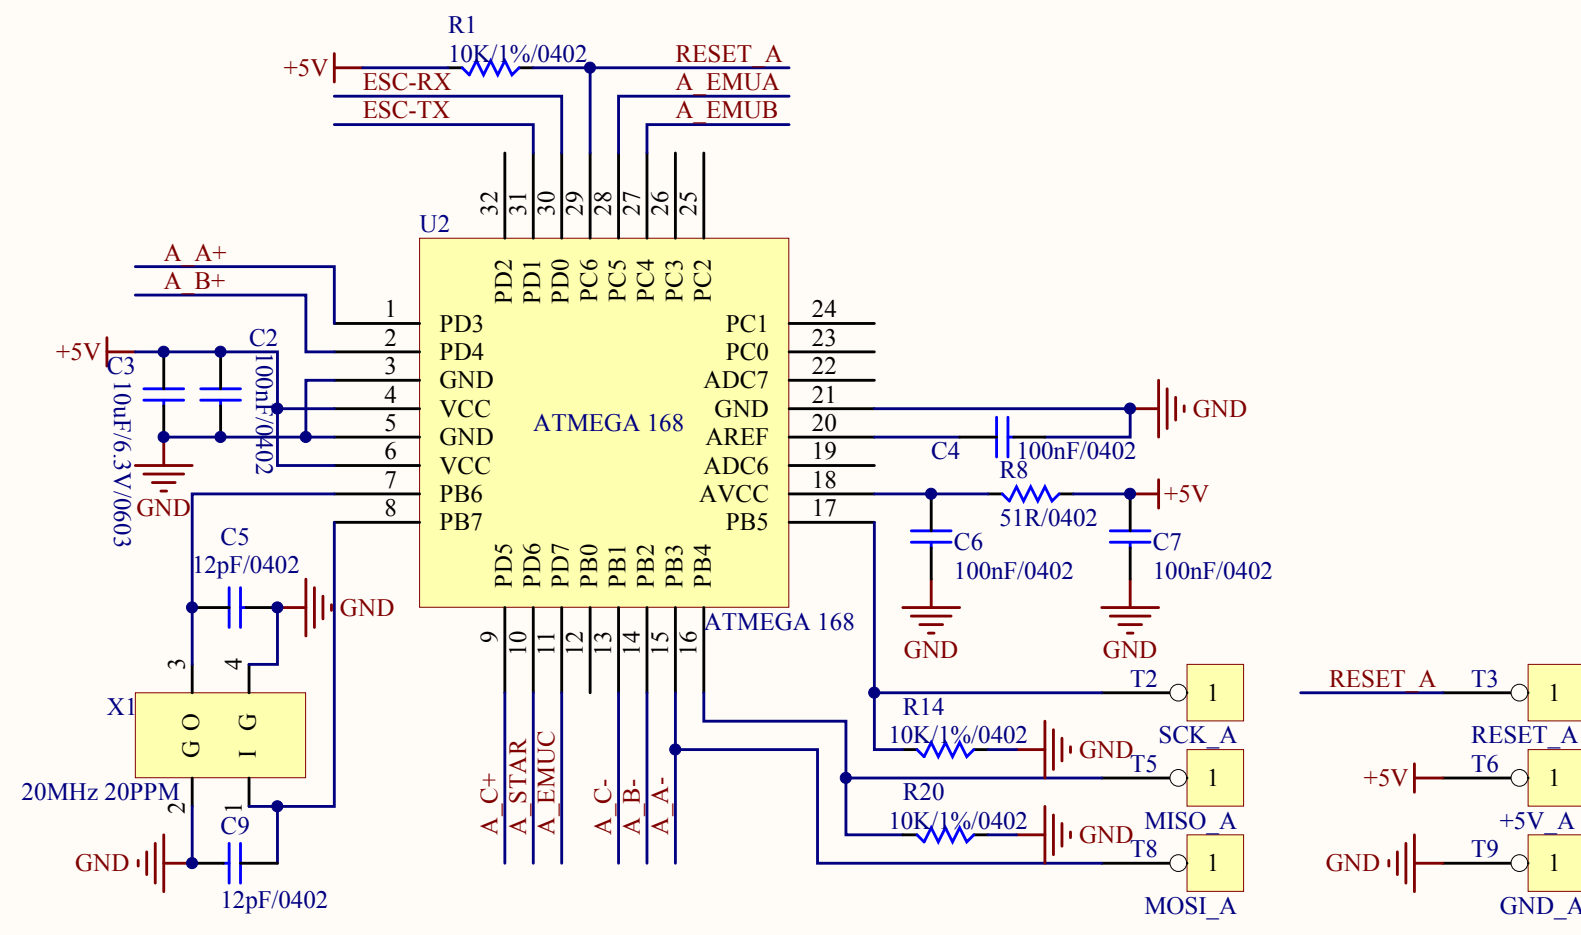 R1
10K/1%/0402
+5V
RESET_A
ESC-RX
A_EMUA
ESC-TX
A_EMUB
32
31
30
29
28
27
26
25
U2
PD2
PD1
PD0
PC6
PC5
PC4
PC3
PC2
A_A+
A_B+
1
PD3
PC1
24
2
PD4
PC0
23
3
GND
ADC7
22
4
VCC
GND
21
5
GND
AREF
20
6
VCC
ADC6
19
7
PB6
AVCC
18
8
PB7
PB5
17
ATMEGA 168
+5V
C3
10uF/6.3V/0603
C2
100nF/0402
GND
GND
C4
100nF/0402
R8
51R/0402
+5V
C6
100nF/0402
C7
100nF/0402
GND
GND
PD5
PD6
PD7
PB0
PB1
PB2
PB3
PB4
9
10
11
12
13
14
15
16
ATMEGA 168
C5
12pF/0402
GND
3
4
X1
G O
I G
20MHz 20PPM
2
1
C9
GND
12pF/0402
A_C+
A_STAR
A_EMUC
A_C-
A_B-
A_A-
T2
1
SCK_A
R14
10K/1%/0402
GND
T5
1
MISO_A
R20
10K/1%/0402
GND
T8
1
MOSI_A
RESET_A
T3
1
RESET_A
+5V
T6
1
+5V_A
GND
T9
1
GND_A